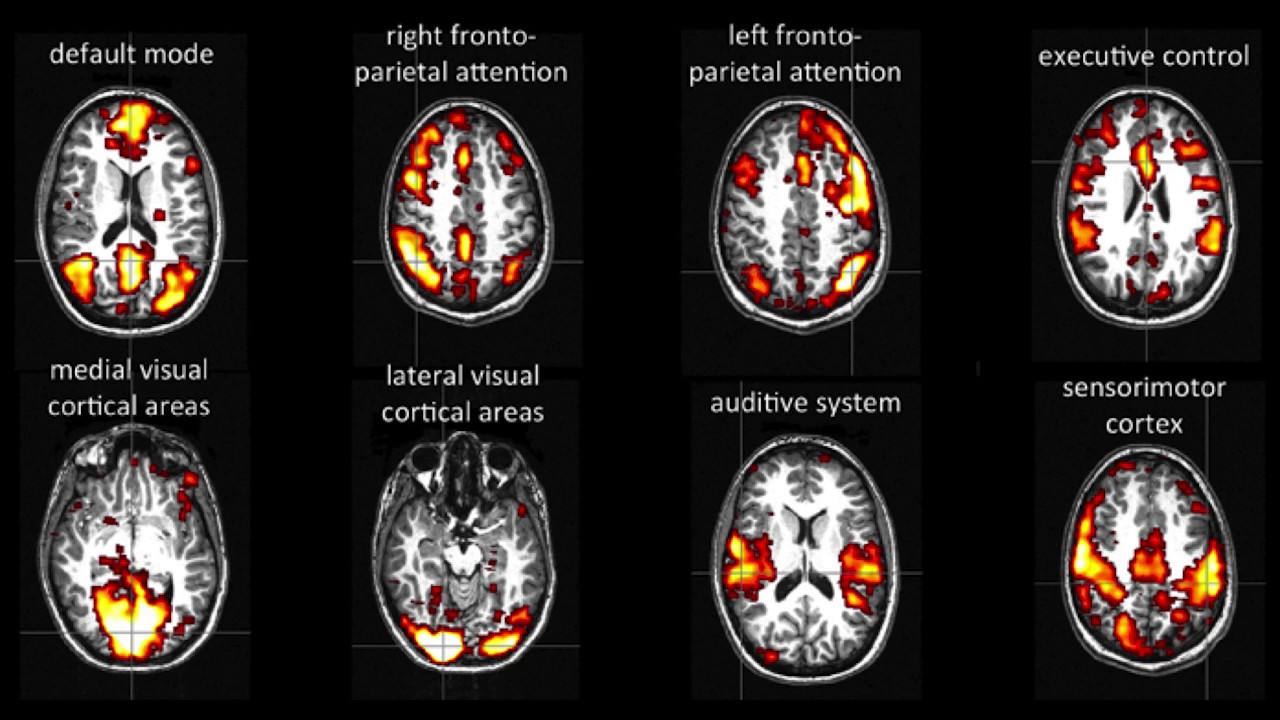 default mode
right fronto-
parietal attention
left fronto-
parietal attention
executive control
medial visual
cortical areas
lateral visual
cortical areas
auditive system
sensorimotor
cortex